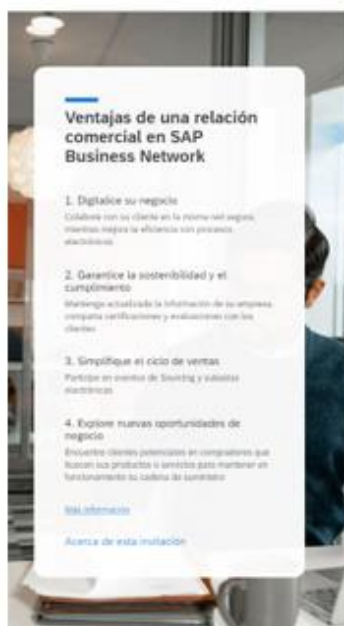 Ventajas de una relación
comercial en SAP
Business Network
1. Digitalice su negocio
Colabore con su cliente en la misma red segura,
mientras mejora la eficiencia con procesos
electrónicos
2. Garantice la sostenibilidad y el
cumplimiento
Mantenga actualizada la información de su empresa,
comparta certificaciones y evaluaciones con los
clientes
3. Simplifique el ciclo de ventas
Participe en eventos de Sourcing y subastas
electrónicas
4. Explore nuevas oportunidades de
negocio
Encuentre clientes potenciales en compradores que
buscan sus productos o servicios para mantener en
funcionamiento su cadena de suministro
Más información
Acerca de esta invitación